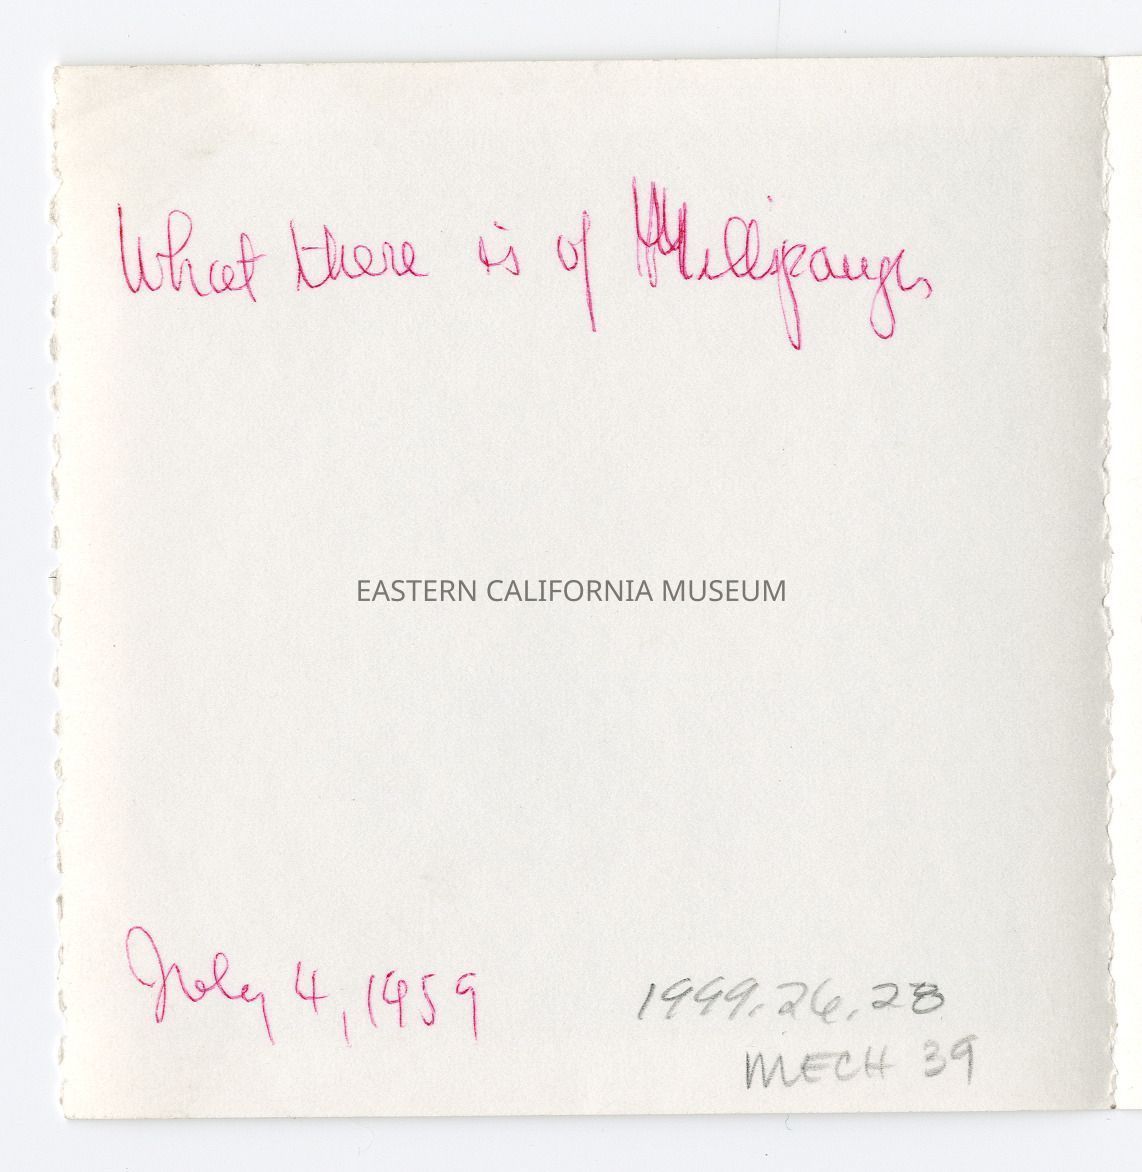 What there is of Millspaugh
EASTERN CALIFORNIA MUSEUM
July 4, 1959
1999.26.28
MECH 39